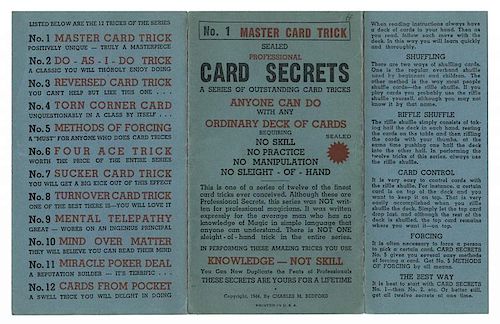 LISTED BELOW ARE THE 12 TRICKS OF THE SERIES
No. 1 MASTER CARD TRICK
POSITIVELY UNIQUE — TRULY A MASTERPIECE
No. 2 DO - AS - I - DO TRICK
A CLASSIC YOU WILL THOROLY ENJOY DOING
No. 3 REVERSED CARD TRICK
YOU CAN'T HELP BUT LIKE THIS ONE . . .
No. 4 TORN CORNER CARD
UNQUESTIONABLY IN A CLASS BY ITSELF . . .
No. 5 METHODS OF FORCING
A "MUST" FOR ANYONE WHO DOES CARD TRICKS
No. 6 FOUR ACE TRICK
WORTH THE PRICE OF THE ENTIRE SERIES
No. 7 SUCKER CARD TRICK
YOU WILL GET A BIG KICK OUT OF THIS EFFECT
No. 8 TURNOVER CARD TRICK
ONE OF THE BEST THERE IS—YOU WILL LOVE IT
No. 9 MENTAL TELEPATHY
GREAT — WORKS ON AN INGENIUS PRINCIPAL
No. 10 MIND OVER MATTER
THEY WILL BELIEVE YOU CAN READ THEIR MIND
No. 11 MIRACLE POKER DEAL
A REPUTATION BUILDER — IT'S TERRIFIC . . .
No. 12 CARDS FROM POCKET
A SWELL TRICK YOU WILL DELIGHT IN DOING
No. 1 MASTER CARD TRICK
SEALED
PROFESSIONAL
CARD SECRETS
A SERIES OF OUTSTANDING CARD TRICKS
ANYONE CAN DO
WITH ANY
ORDINARY DECK OF CARDS
REQUIRING
SEALED
NO SKILL
NO PRACTICE
NO MANIPULATION
NO SLEIGHT - OF - HAND
This is one of a series of twelve of the finest
card tricks ever conceived. Although these are
Professional Secrets, this series was NOT writ-
ten for professional magicians. It was written
expressly for the average man who has no
knowledge of Magic in simple language that
anyone can understand. There is NOT ONE
sleight-of-hand trick in the entire series.
IN PERFORMING THESE AMAZING TRICKS YOU USE
KNOWLEDGE — NOT SKILL
You Can Now Duplicate the Feats of Professionals
THESE SECRETS ARE YOURS FOR A LIFETIME
Copyright, 1944, By CHARLES M. BEDFORD
PRINTED IN U. S. A.
When reading instructions always have
a deck of cards in your hand. Then as
you read, follow each move with the
deck. In this way you will learn quickly
and thoroughly.
SHUFFLING
There are two ways of shuffling cards.
One is the regular overhand shuffle
used by beginners and children. The
other method is the way most people
shuffle cards—the riffle shuffle. If you
play cards you probably use the riffle
shuffle yourself, although you may not
know it by that name.
RIFFLE SHUFFLE
The riffle shuffle simply consists of tak-
ing half the deck in each hand, resting
the cards on the table and then riffling
the cards with your thumbs, at the
same time pushing one half the deck
into the other half. In performing the
twelve tricks of this series, always use
the riffle shuffle.
CARD CONTROL
It is very easy to control cards with
the riffle shuffle. For instance, a certain
card is on top of the deck and you
want to keep it on top. That is very
easily accomplished when you riffle
shuffle the deck. Simply let the top card
drop last, and although the rest of the
deck is shuffled, the top card remains
where you want it—on top.
FORCING
It is often necessary to force a person
to pick a certain card. CARD SECRETS
No. 5 gives you several easy methods
of forcing a card. Get No. 5 METHODS
OF FORCING by all means.
THE BEST WAY
It is best to start with CARD SECRETS
No. 1—then No. 2, etc. Or better still,
get all twelve secrets at one time.